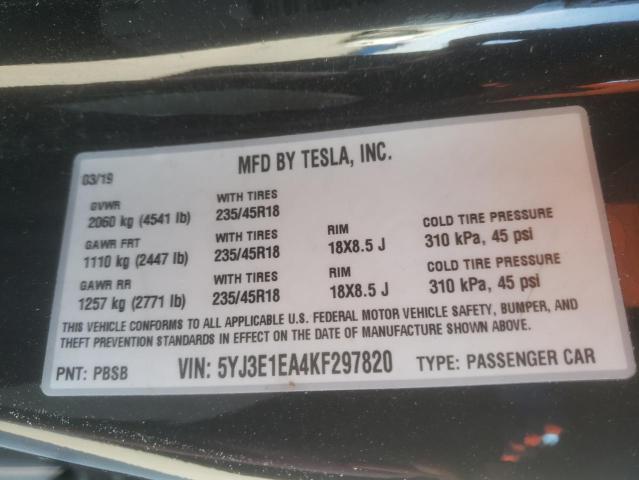 MFD BY TESLA, INC.
03/19
GVWR WITH TIRES
2060 kg (4541 lb) 235/45R18
GAWR FRT WITH TIRES RIM COLD TIRE PRESSURE
1110 kg (2447 lb) 235/45R18 18X8.5 J 310 kPa, 45 psi
GAWR RR WITH TIRES RIM COLD TIRE PRESSURE
1257 kg (2771 lb) 235/45R18 18X8.5 J 310 kPa, 45 psi
THIS VEHICLE CONFORMS TO ALL APPLICABLE U.S. FEDERAL MOTOR VEHICLE SAFETY, BUMPER, AND
THEFT PREVENTION STANDARDS IN EFFECT ON THE DATE OF MANUFACTURE SHOWN ABOVE.
PNT: PBSB VIN: 5YJ3E1EA4KF297820 TYPE: PASSENGER CAR